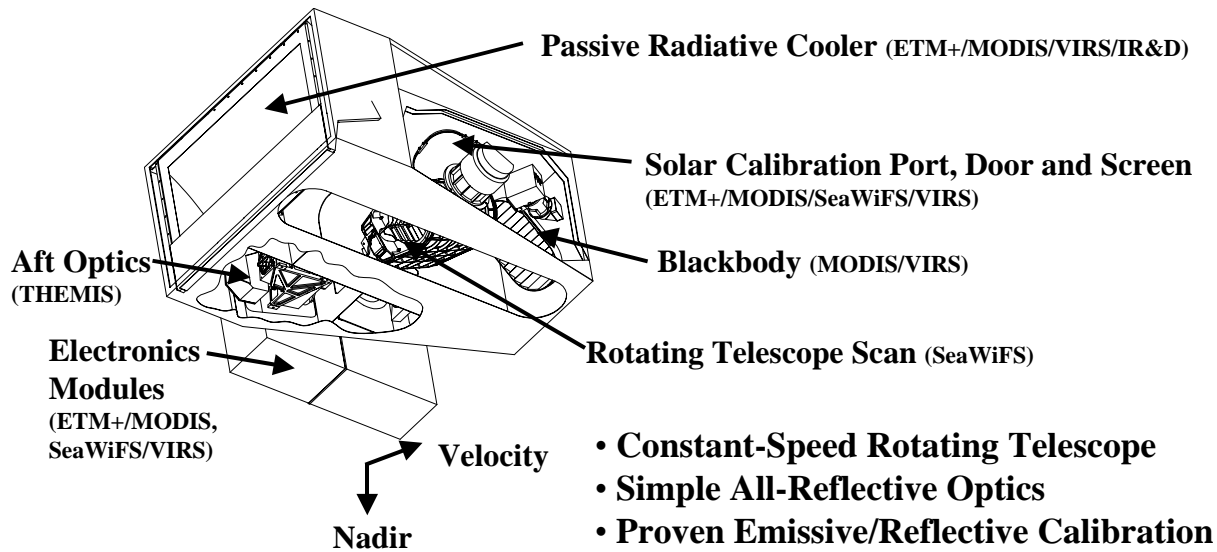 Passive Radiative Cooler (ETM+/MODIS/VIRS/IR&D)
Solar Calibration Port, Door and Screen
(ETM+/MODIS/SeaWiFS/VIRS)
Blackbody (MODIS/VIRS)
Aft Optics
(THEMIS)
Rotating Telescope Scan (SeaWiFS)
Electronics
Modules
(ETM+/MODIS,
SeaWiFS/VIRS)
Velocity
Nadir
• Constant-Speed Rotating Telescope
• Simple All-Reflective Optics
• Proven Emissive/Reflective Calibration